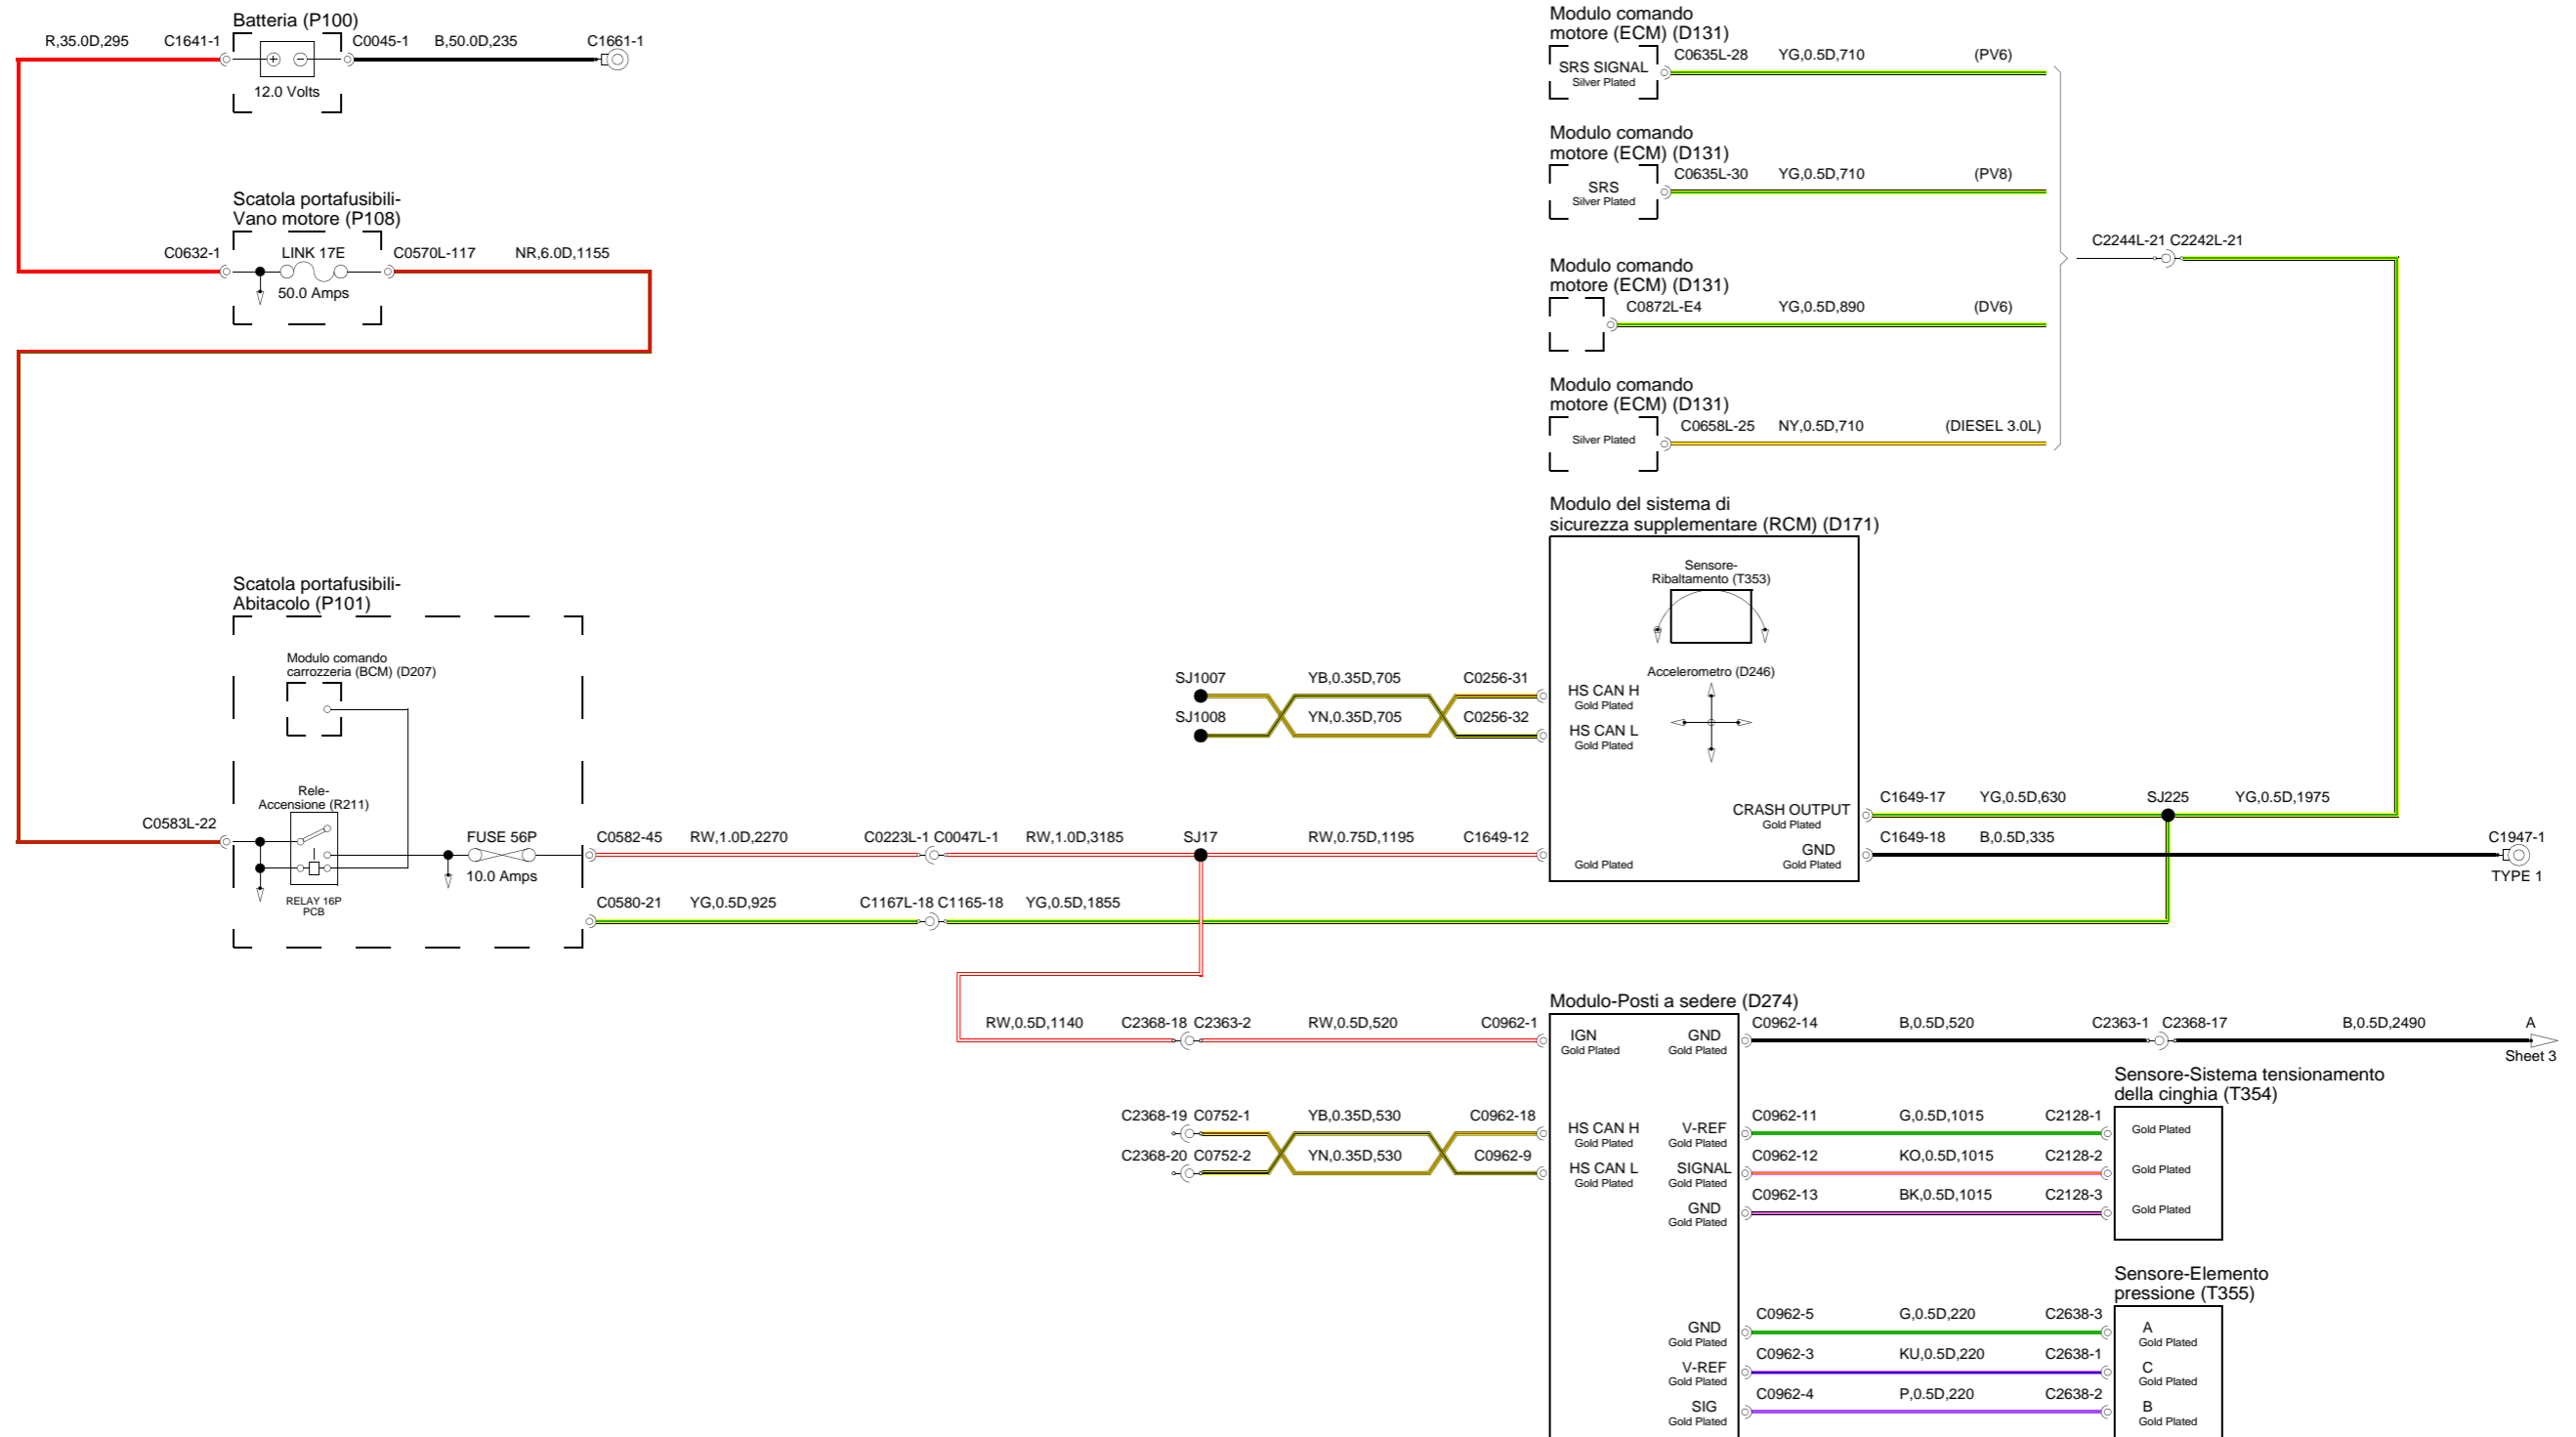 Batteria (P100)
R,35.0D,295
C1641-1
C0045-1
B,50.0D,235
C1661-1
12.0 Volts
Scatola portafusibili-
Vano motore (P108)
C0632-1
LINK 17E
C0570L-117
NR,6.0D,1155
50.0 Amps
Scatola portafusibili-
Abitacolo (P101)
Modulo comando
carrozzeria (BCM) (D207)
Rele-
Accensione (R211)
C0583L-22
RELAY 16P
PCB
FUSE 56P
10.0 Amps
C0582-45
RW,1.0D,2270
C0223L-1 C0047L-1
RW,1.0D,3185
SJ17
RW,0.75D,1195
C1649-12
C0580-21
YG,0.5D,925
C1167L-18 C1165-18
YG,0.5D,1855
Modulo comando
motore (ECM) (D131)
SRS SIGNAL
Silver Plated
C0635L-28
YG,0.5D,710
(PV6)
Modulo comando
motore (ECM) (D131)
SRS
Silver Plated
C0635L-30
YG,0.5D,710
(PV8)
Modulo comando
motore (ECM) (D131)
C0872L-E4
YG,0.5D,890
(DV6)
Modulo comando
motore (ECM) (D131)
Silver Plated
C0658L-25
NY,0.5D,710
(DIESEL 3.0L)
C2244L-21 C2242L-21
Modulo del sistema di
sicurezza supplementare (RCM) (D171)
Sensore-
Ribaltamento (T353)
Accelerometro (D246)
SJ1007
YB,0.35D,705
C0256-31
HS CAN H
Gold Plated
SJ1008
YN,0.35D,705
C0256-32
HS CAN L
Gold Plated
CRASH OUTPUT
Gold Plated
C1649-17
YG,0.5D,630
SJ225
YG,0.5D,1975
Gold Plated
GND
Gold Plated
C1649-18
B,0.5D,335
C1947-1
TYPE 1
Modulo-Posti a sedere (D274)
RW,0.5D,1140
C2368-18 C2363-2
RW,0.5D,520
C0962-1
IGN
Gold Plated
GND
Gold Plated
C0962-14
B,0.5D,520
C2363-1
C2368-17
B,0.5D,2490
A
Sheet 3
C2368-19 C0752-1
YB,0.35D,530
C0962-18
HS CAN H
Gold Plated
C2368-20 C0752-2
YN,0.35D,530
C0962-9
HS CAN L
Gold Plated
Sensore-Sistema tensionamento
della cinghia (T354)
V-REF
Gold Plated
C0962-11
G,0.5D,1015
C2128-1
Gold Plated
SIGNAL
Gold Plated
C0962-12
KO,0.5D,1015
C2128-2
Gold Plated
GND
Gold Plated
C0962-13
BK,0.5D,1015
C2128-3
Gold Plated
Sensore-Elemento
pressione (T355)
GND
Gold Plated
C0962-5
G,0.5D,220
C2638-3
A
Gold Plated
V-REF
Gold Plated
C0962-3
KU,0.5D,220
C2638-1
C
Gold Plated
SIG
Gold Plated
C0962-4
P,0.5D,220
C2638-2
B
Gold Plated